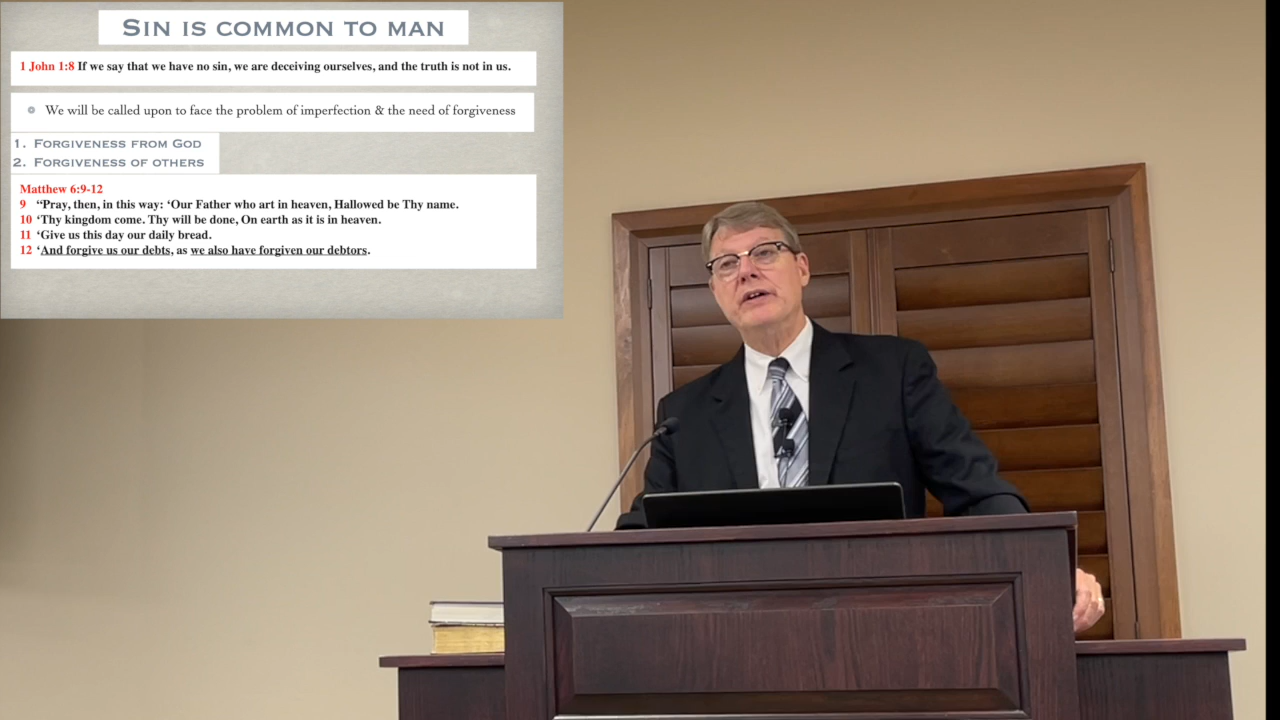 SIN IS COMMON TO MAN
1 John 1:8 If we say that we have no sin, we are deceiving ourselves, and the truth is not in us.
We will be called upon to face the problem of imperfection & the need of forgiveness
1. FORGIVENESS FROM GOD
2. FORGIVENESS OF OTHERS
Matthew 6:9-12
9 “Pray, then, in this way: ‘Our Father who art in heaven, Hallowed be Thy name.
10 ‘Thy kingdom come. Thy will be done, On earth as it is in heaven.
11 ‘Give us this day our daily bread.
12 ‘And forgive us our debts, as we also have forgiven our debtors.